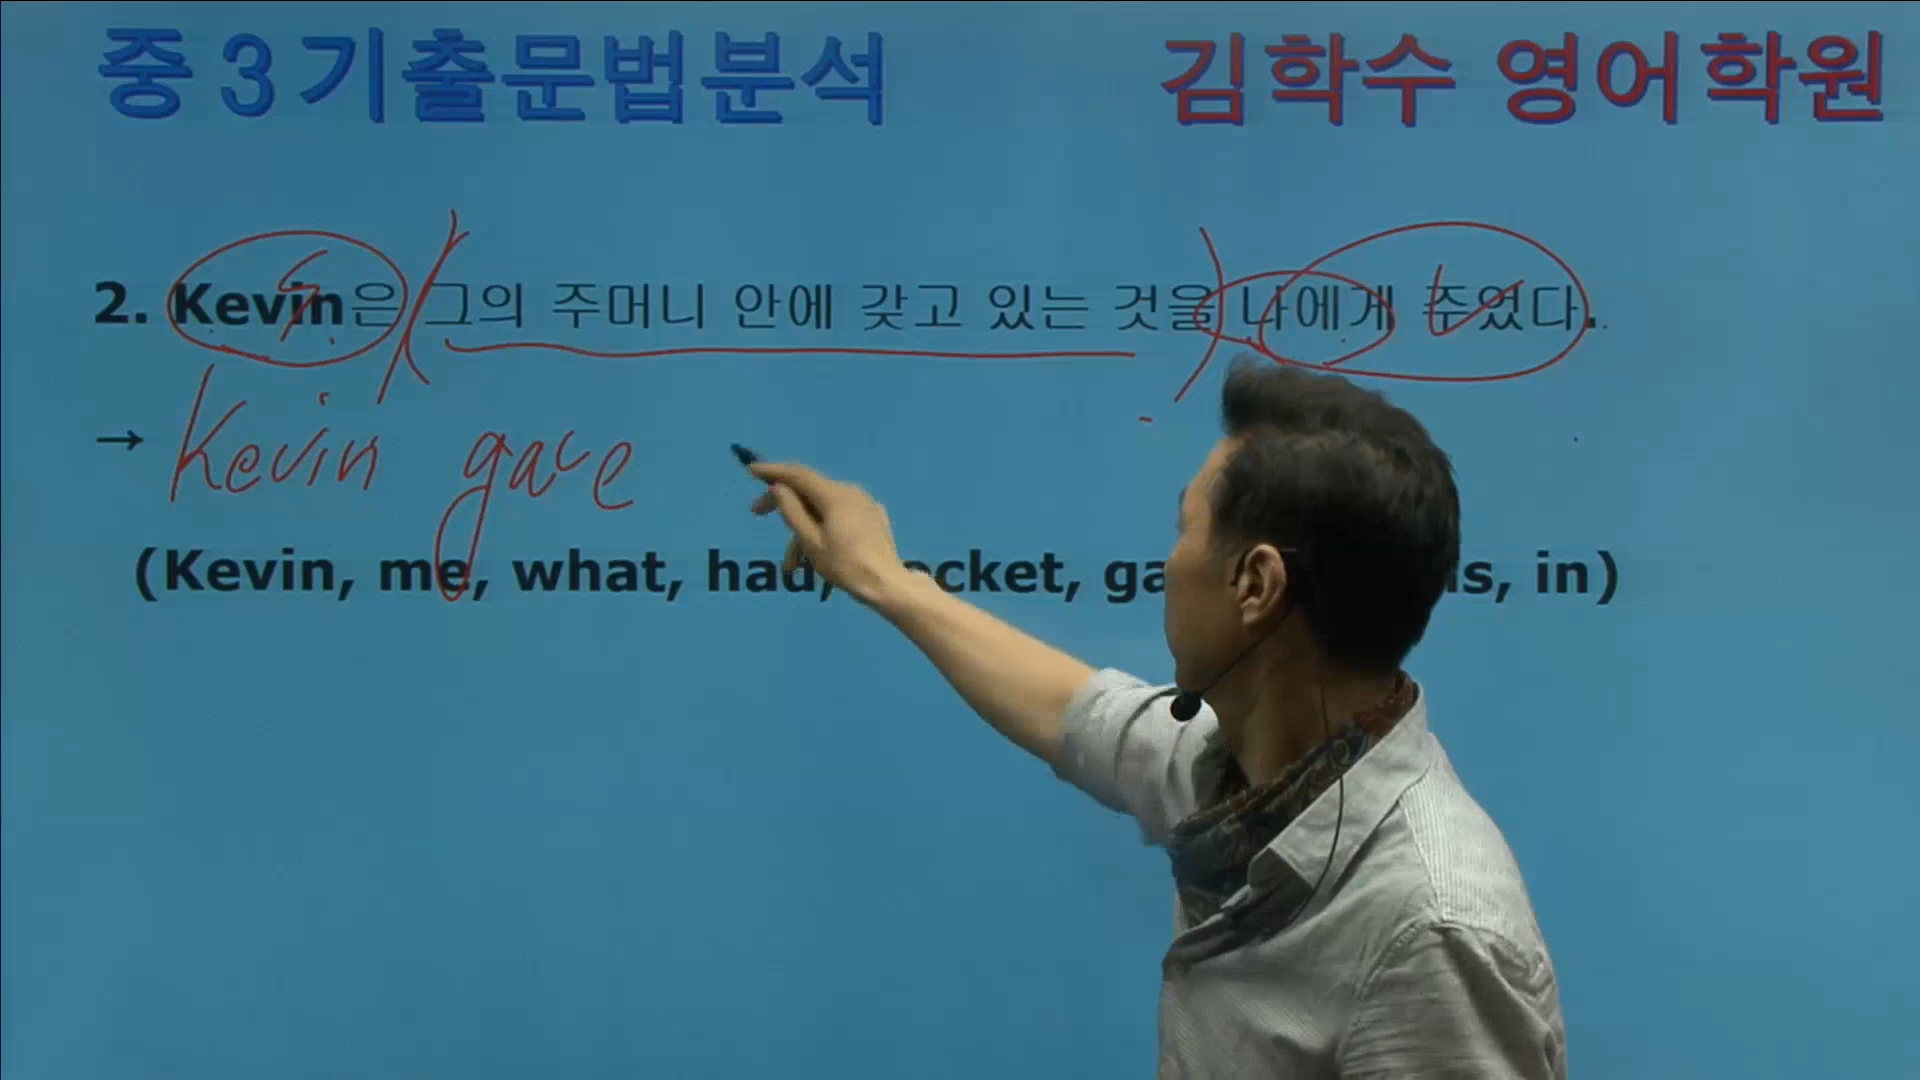 중3기출문법분석 김학수 영어학원
2. Kevin은 그의 주머니 안에 갖고 있는 것을 나에게 주었다.
→ Kevin gave
(Kevin, me, what, had, in)